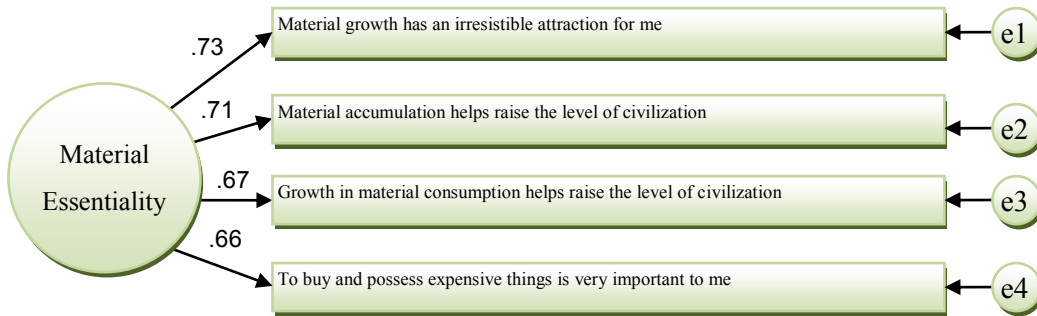 Material growth has an irresistible attraction for me
e1
.73
Material accumulation helps raise the level of civilization
e2
.71
Material
Essentiality
Growth in material consumption helps raise the level of civilization
e3
.67
To buy and possess expensive things is very important to me
e4
.66